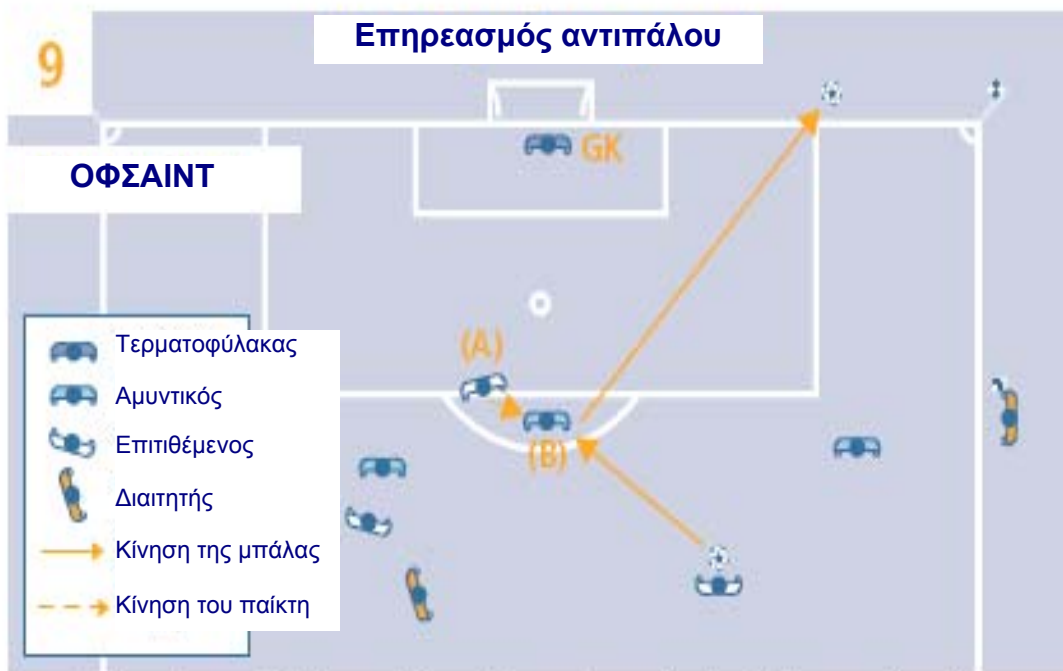 9
Επηρεασμός αντιπάλου
ΟΦΣΑΙΝΤ
GK
(A)
(B)
Τερματοφύλακας
Αμυντικός
Επιτιθέμενος
Διαιτητής
Κίνηση της μπάλας
Κίνηση του παίκτη